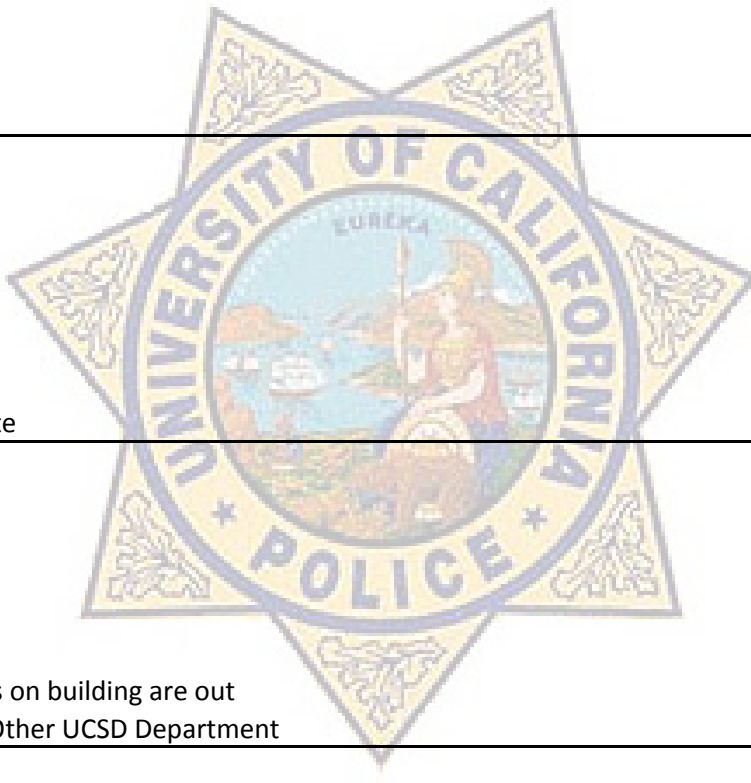 UNIVERSITY OF CALIFORNIA
EUREKA
POLICE
s on building are out
Other UCSD Department